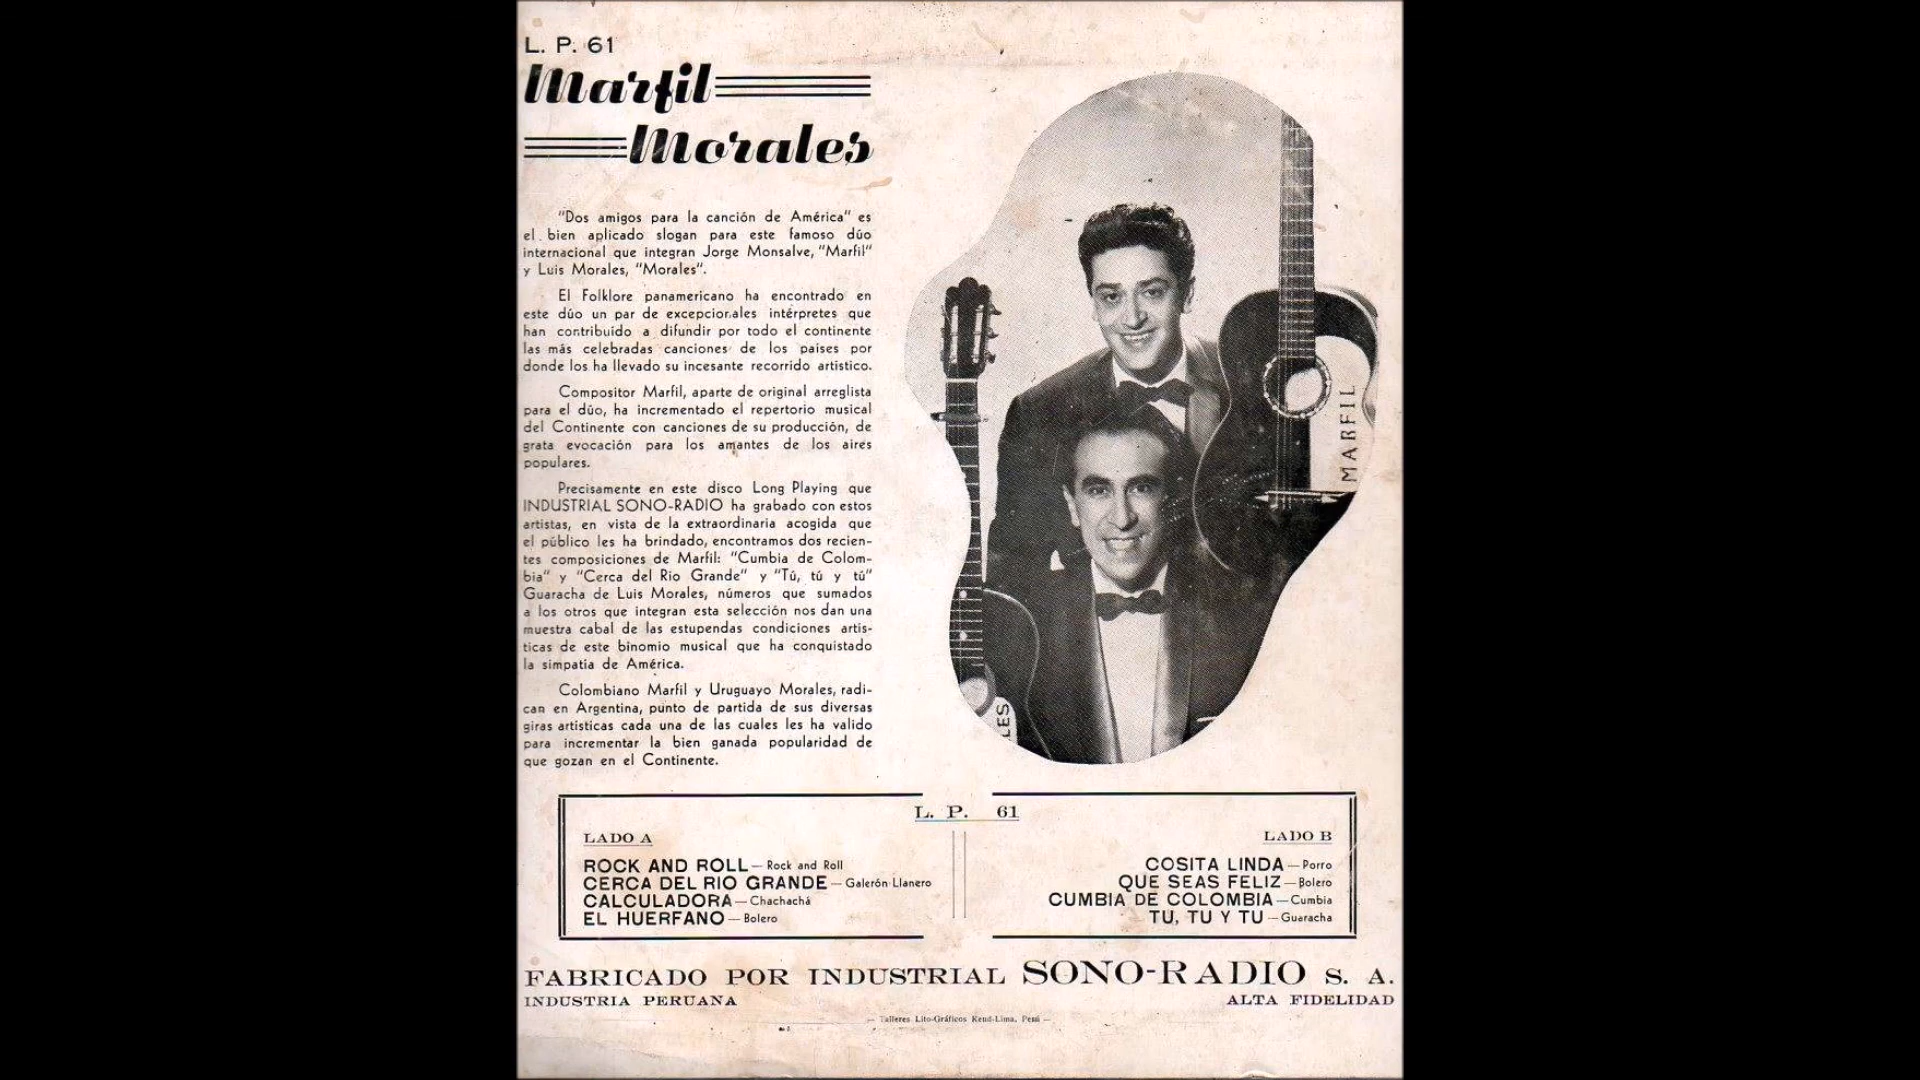 L. P. 61
Marfil
Morales
"Dos amigos para la canción de América" es
el bien aplicado slogan para este famoso dúo
internacional que integran Jorge Monsalve, "Marfil"
y Luis Morales, "Morales".
El Folklore panamericano ha encontrado en
este dúo un par de excepcionales intérpretes que
han contribuido a difundir por todo el continente
las más celebradas canciones de los paises por
donde los ha llevado su incesante recorrido artistico.
Compositor Marfil, aparte de original arreglista
para el dúo, ha incrementado el repertorio musical
del Continente con canciones de su producción, de
grata evocación para los amantes de los aires
populares.
Precisamente en este disco Long Playing que
INDUSTRIAL SONO-RADIO ha grabado con estos
artistas, en vista de la extraordinaria acogida que
el público les ha brindado, encontramos dos recien-
tes composiciones de Marfil: "Cumbia de Colom-
bia" y "Cerca del Rio Grande" y "Tú, tú y tú"
Guaracha de Luis Morales, números que sumados
a los otros que integran esta selección nos dan una
muestra cabal de las estupendas condiciones artis-
ticas de este binomio musical que ha conquistado
la simpatia de América.
Colombiano Marfil y Uruguayo Morales, radi-
can en Argentina, punto de partida de sus diversas
giras artisticas cada una de las cuales les ha valido
para incrementar la bien ganada popularidad de
que gozan en el Continente.
MARFIL
LES
L. P. 61
LADO A
ROCK AND ROLL — Rock and Roll
CERCA DEL RIO GRANDE — Galerón Llanero
CALCULADORA — Chachachá
EL HUERFANO — Bolero
LADO B
COSITA LINDA — Porro
QUE SEAS FELIZ — Bolero
CUMBIA DE COLOMBIA — Cumbia
TU, TU Y TU — Guaracha
FABRICADO POR INDUSTRIAL SONO-RADIO S. A.
INDUSTRIA PERUANA ALTA FIDELIDAD
— Talleres Lito-Gráficos Kend-Lima, Perú —